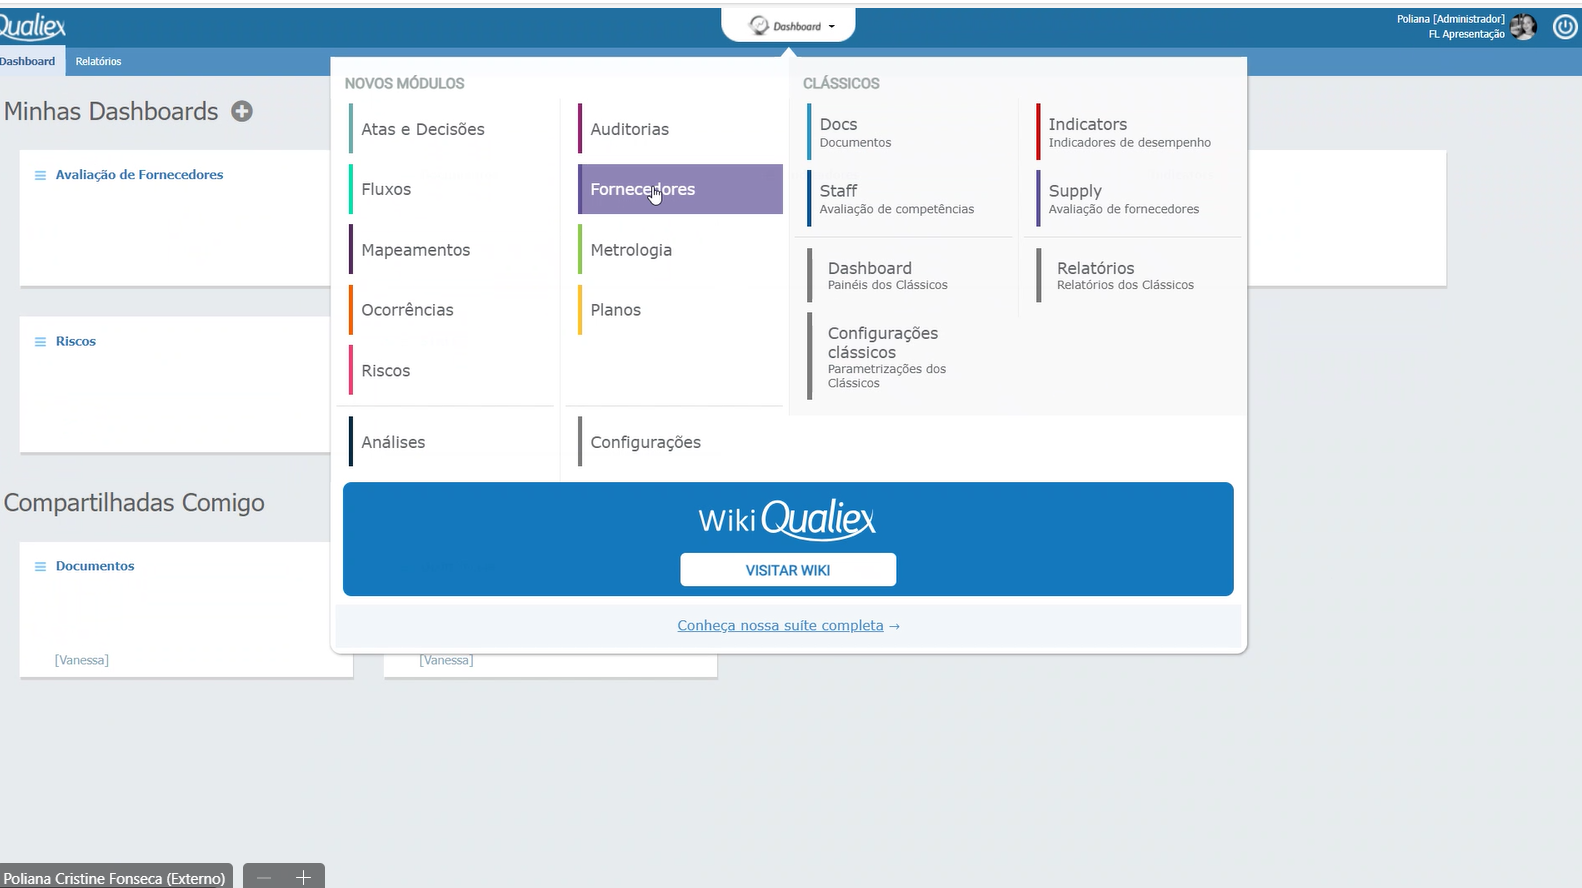 Qualiex
Dashboard
Poliana [Administrador]
FL Apresentação
Dashboard
Relatórios
Minhas Dashboards
Avaliação de Fornecedores
Riscos
Compartilhadas Comigo
Documentos
[Vanessa]
[Vanessa]
NOVOS MÓDULOS
Atas e Decisões
Fluxos
Mapeamentos
Ocorrências
Riscos
Análises
Auditorias
Fornecedores
Metrologia
Planos
Configurações
CLÁSSICOS
Docs
Documentos
Staff
Avaliação de competências
Dashboard
Painéis dos Clássicos
Configurações
clássicos
Parametrizações dos
Clássicos
Indicators
Indicadores de desempenho
Supply
Avaliação de fornecedores
Relatórios
Relatórios dos Clássicos
Wiki Qualiex
VISITAR WIKI
Conheça nossa suíte completa →
Poliana Cristine Fonseca (Externo)